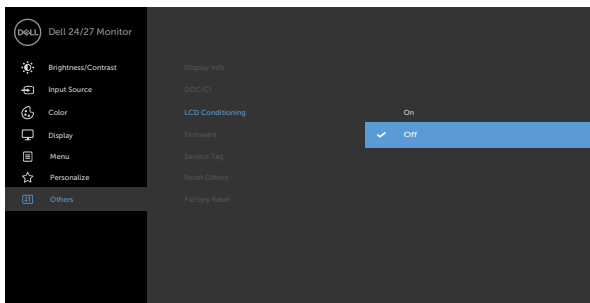 DELL
Dell 24/27 Monitor
Brightness/Contrast
Input Source
Color
Display
Menu
Personalize
Others
Display Info
DDC/CI
LCD Conditioning
Firmware
Service Tag
Reset Others
Factory Reset
On
Off